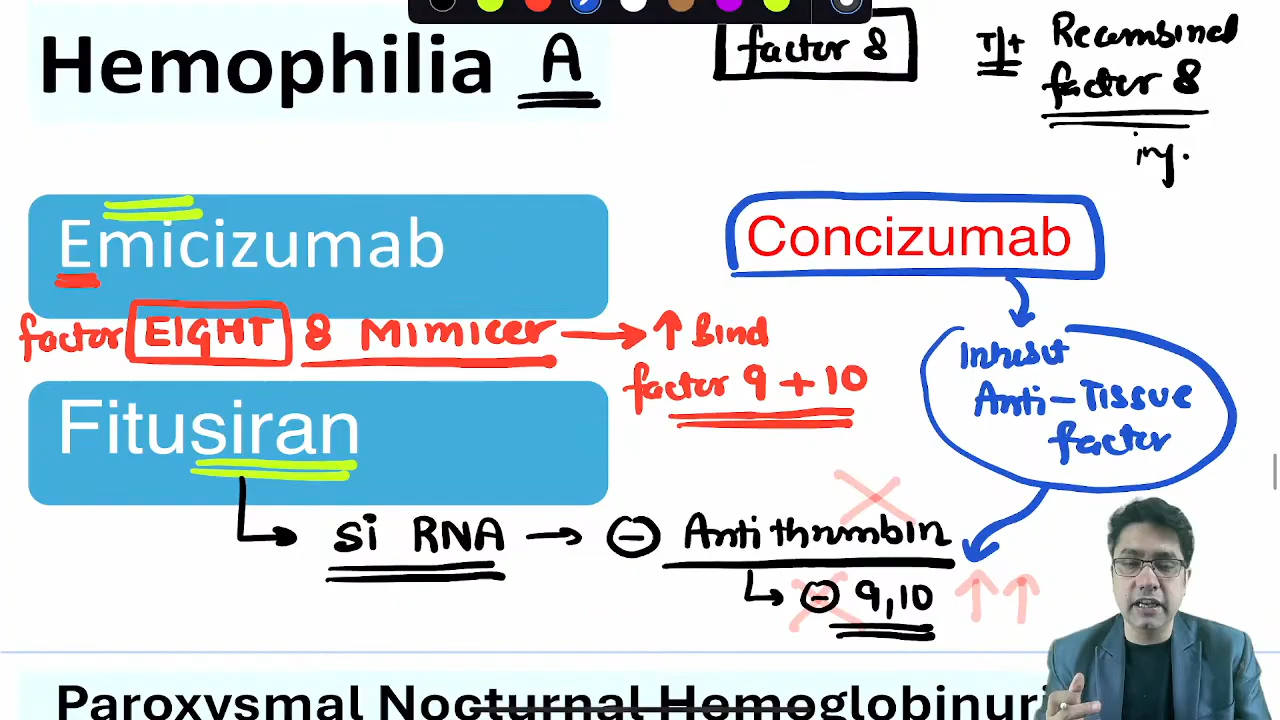 Hemophilia A
factor 8
T/t Recombined
factor 8
inj.
Emicizumab
Concizumab
factor EIGHT 8 Mimicer → ↑ Bind
factor 9 + 10
Inhibit
Anti-Tissue
factor
Fitusiran
si RNA → ⊖ Antithrombin
↳ ⊖ 9,10 ↑↑
Paroxysmal Nocturnal Hemoglobinuri